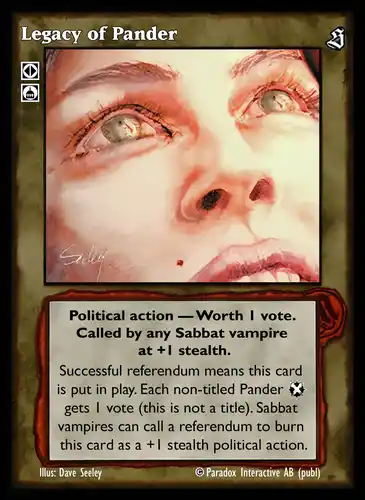 Legacy of Pander
Seeley
Political action — Worth 1 vote.
Called by any Sabbat vampire
at +1 stealth.
Successful referendum means this card
is put in play. Each non-titled Pander
gets 1 vote (this is not a title). Sabbat
vampires can call a referendum to burn
this card as a +1 stealth political action.
Illus: Dave Seeley © Paradox Interactive AB (publ)